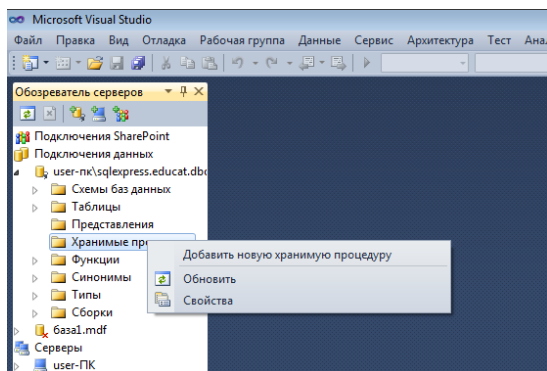 Microsoft Visual Studio
Файл Правка Вид Отладка Рабочая группа Данные Сервис Архитектура Тест
Обозреватель серверов
Подключения SharePoint
Подключения данных
user-пк\sqlexpress.educat.dbo
Схемы баз данных
Таблицы
Представления
Хранимые
Добавить новую хранимую процедуру
Функции
Обновить
Синонимы
Свойства
Типы
Сборки
база1.mdf
Серверы
user-ПК